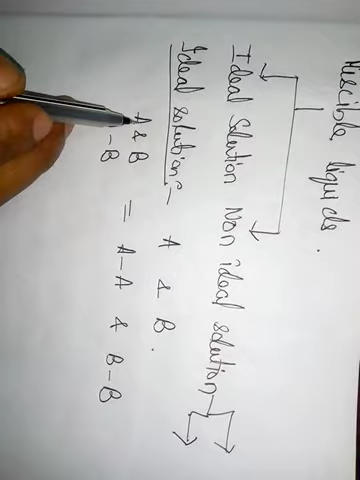 Miscible liquids.
Ideal Solution Non ideal solution
Ideal solution:- A & B.
A & B
-B = A-A & B-B